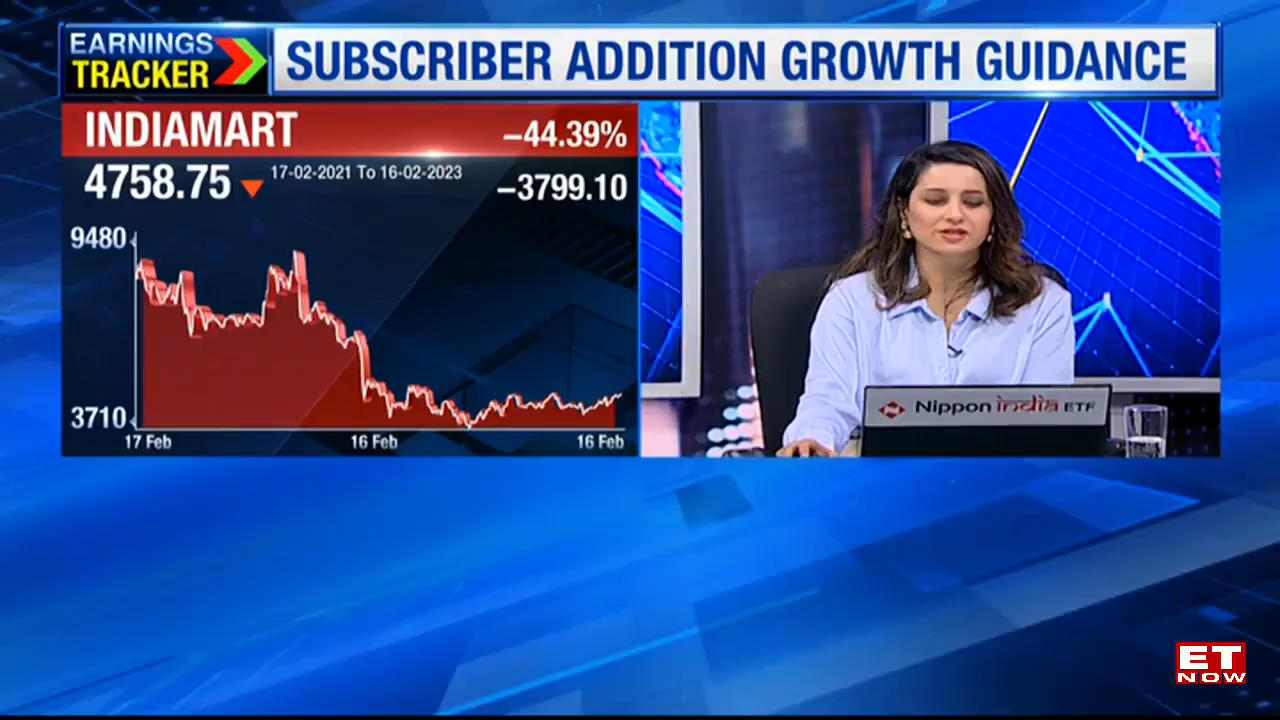 EARNINGS
TRACKER
SUBSCRIBER ADDITION GROWTH GUIDANCE
INDIAMART
–44.39%
4758.75
17-02-2021 To 16-02-2023
–3799.10
9480
3710
17 Feb
16 Feb
16 Feb
Nippon india ETF
ET
NOW